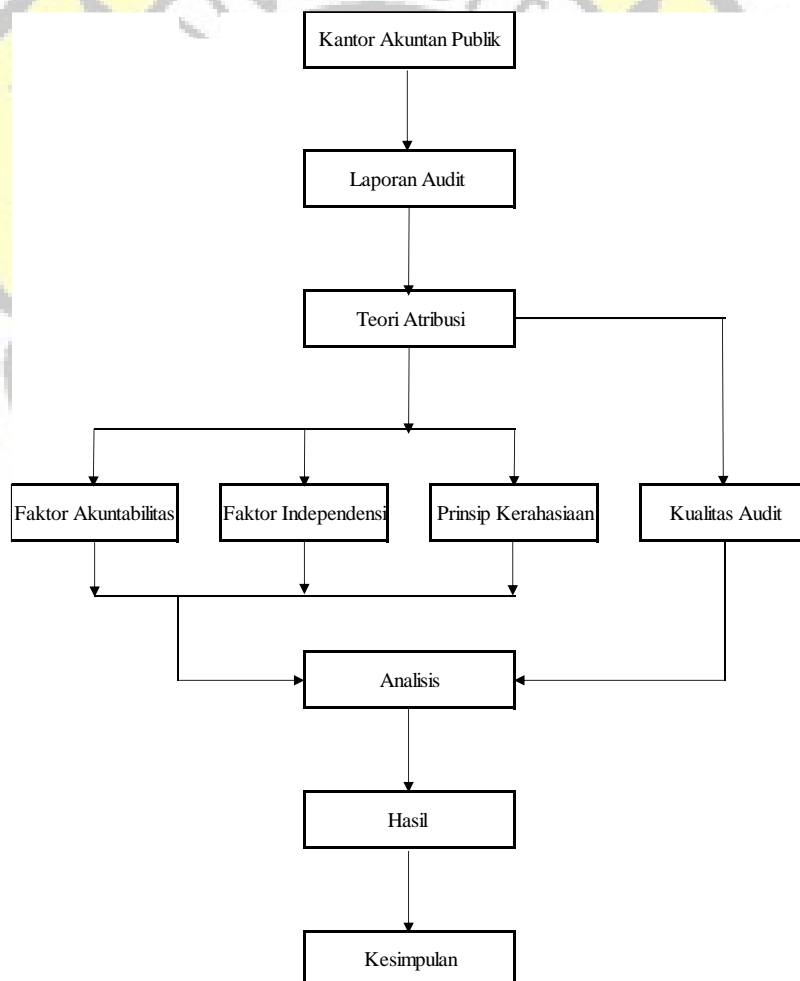 Kantor Akuntan Publik
Laporan Audit
Teori Atribusi
Faktor Akuntabilitas
Faktor Independensi
Prinsip Kerahasiaan
Kualitas Audit
Analisis
Hasil
Kesimpulan